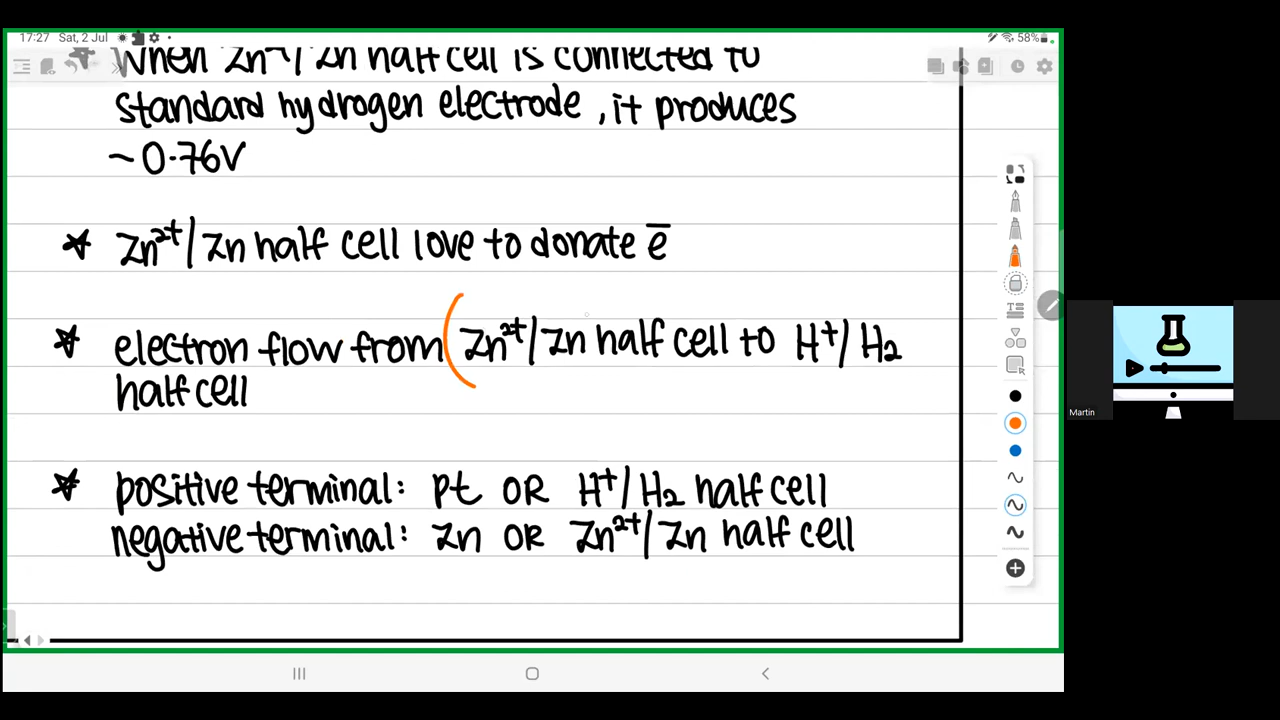 17:27 Sat, 2 Jul
58%
When Zn²⁺/Zn half cell is connected to
standard hydrogen electrode, it produces
~0.76V
☆ Zn²⁺/Zn half cell love to donate e̅
☆ electron flow from (Zn²⁺/Zn half cell to H⁺/H₂
half cell
☆ positive terminal: Pt OR H⁺/H₂ half cell
negative terminal: Zn OR Zn²⁺/Zn half cell
Martin